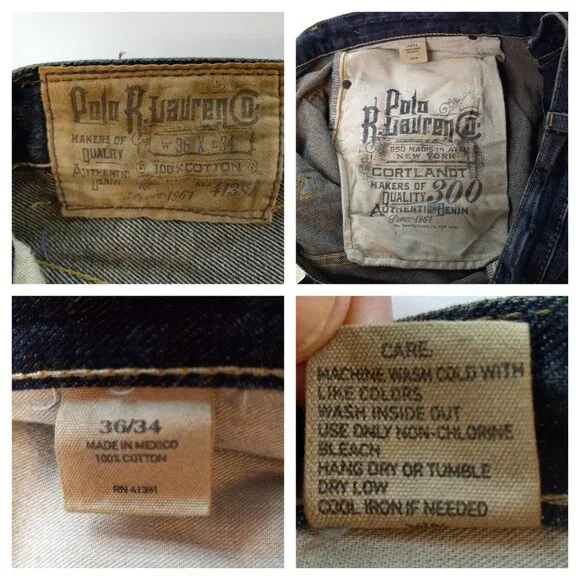 Polo
R. Lauren Co.
MAKERS OF
QUALITY
AUTHENTIC
DENIM
W 36 X L 34
100% COTTON
Since 1967
Polo
R. Lauren Co.
650 MADISON AVE
NEW YORK
CORTLANDT
MAKERS OF
QUALITY 300
AUTHENTIC DENIM
Since 1967
36/34
MADE IN MEXICO
100% COTTON
RN 41381
CARE:
MACHINE WASH COLD WITH
LIKE COLORS
WASH INSIDE OUT
USE ONLY NON-CHLORINE
BLEACH
HANG DRY OR TUMBLE
DRY LOW
COOL IRON IF NEEDED